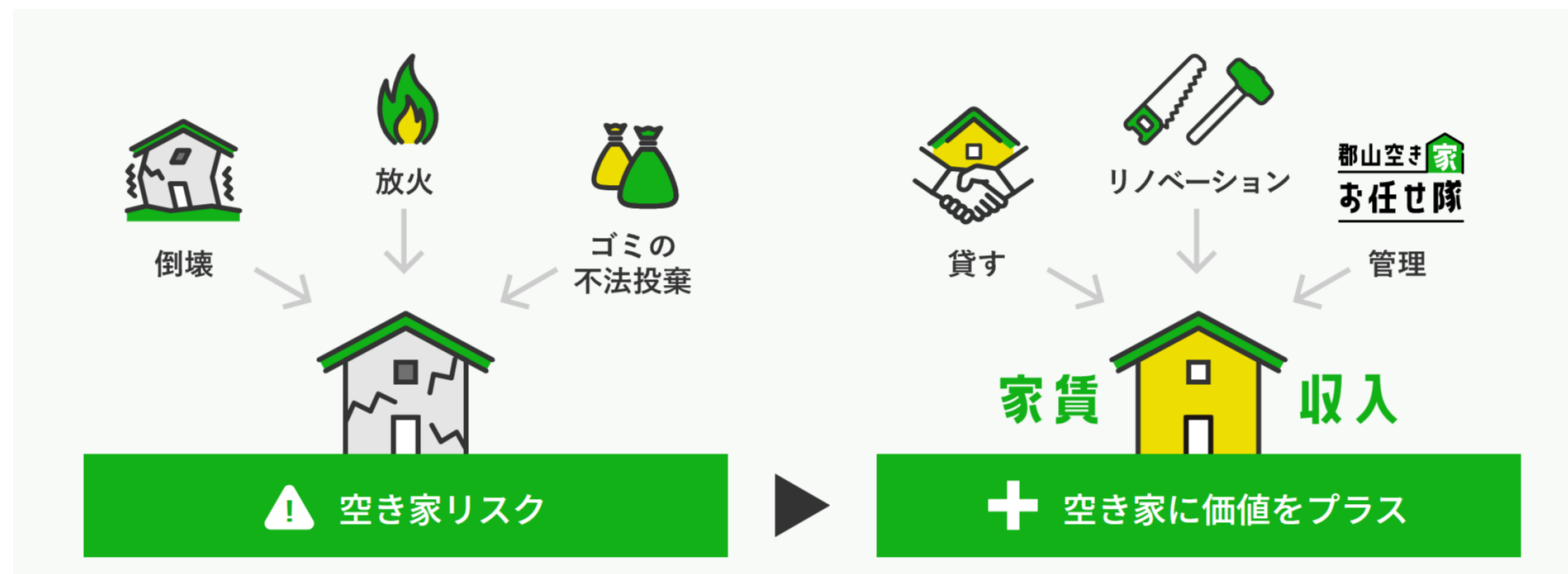 倒壊
放火
ゴミの
不法投棄
空き家リスク
貸す
リノベーション
郡山空き家
お任せ隊
管理
家賃
収入
空き家に価値をプラス